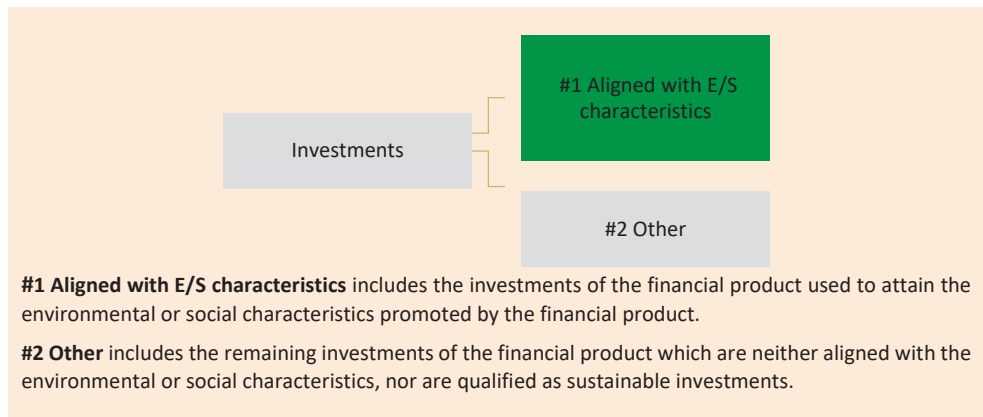 #1 Aligned with E/S
characteristics
Investments
#2 Other
#1 Aligned with E/S characteristics includes the investments of the financial product used to attain the
environmental or social characteristics promoted by the financial product.
#2 Other includes the remaining investments of the financial product which are neither aligned with the
environmental or social characteristics, nor are qualified as sustainable investments.